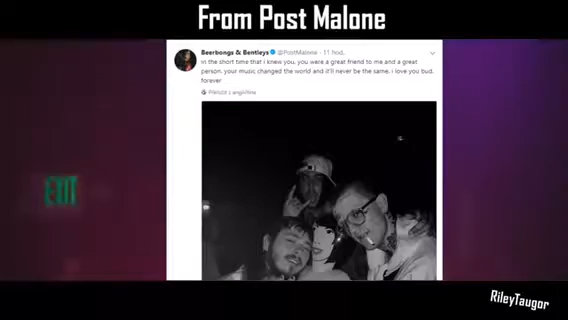 From Post Malone
Beerbongs & Bentleys @PostMalone · 11 hod.
in the short time that i knew you, you were a great friend to me and a great
person. your music changed the world and it'll never be the same. i love you bud.
forever
Přeložit z angličtiny
EXIT
RileyTaugor